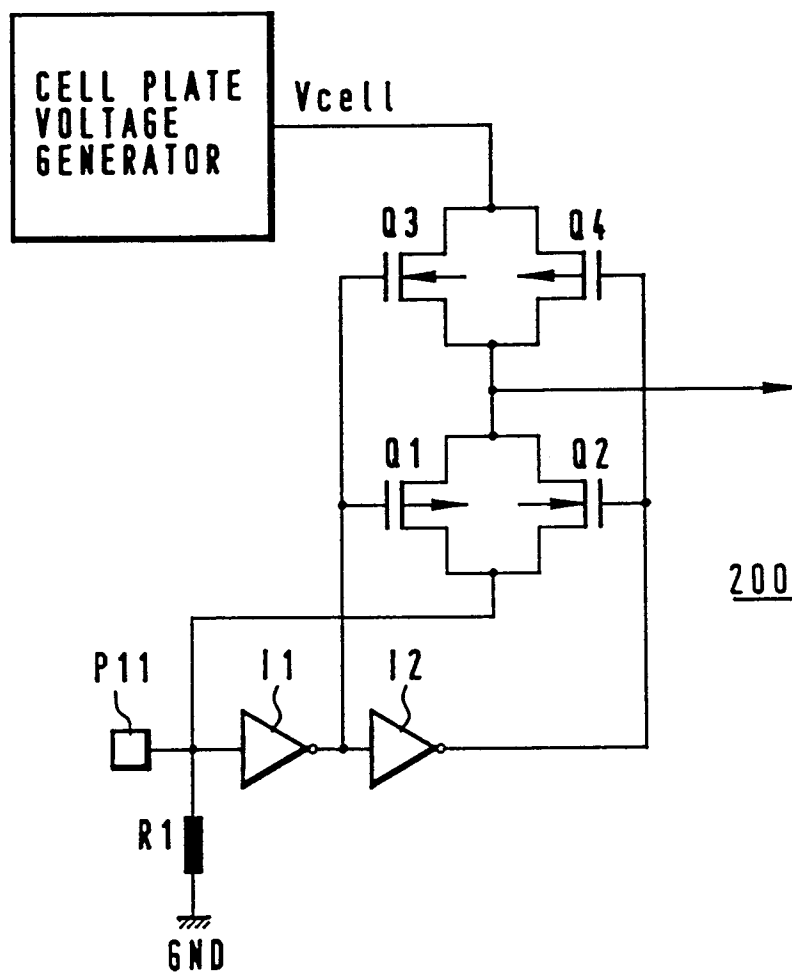 CELL PLATE
VOLTAGE
GENERATOR
Vcell
Q3
Q4
Q1
Q2
200
P11
I1
I2
R1
GND